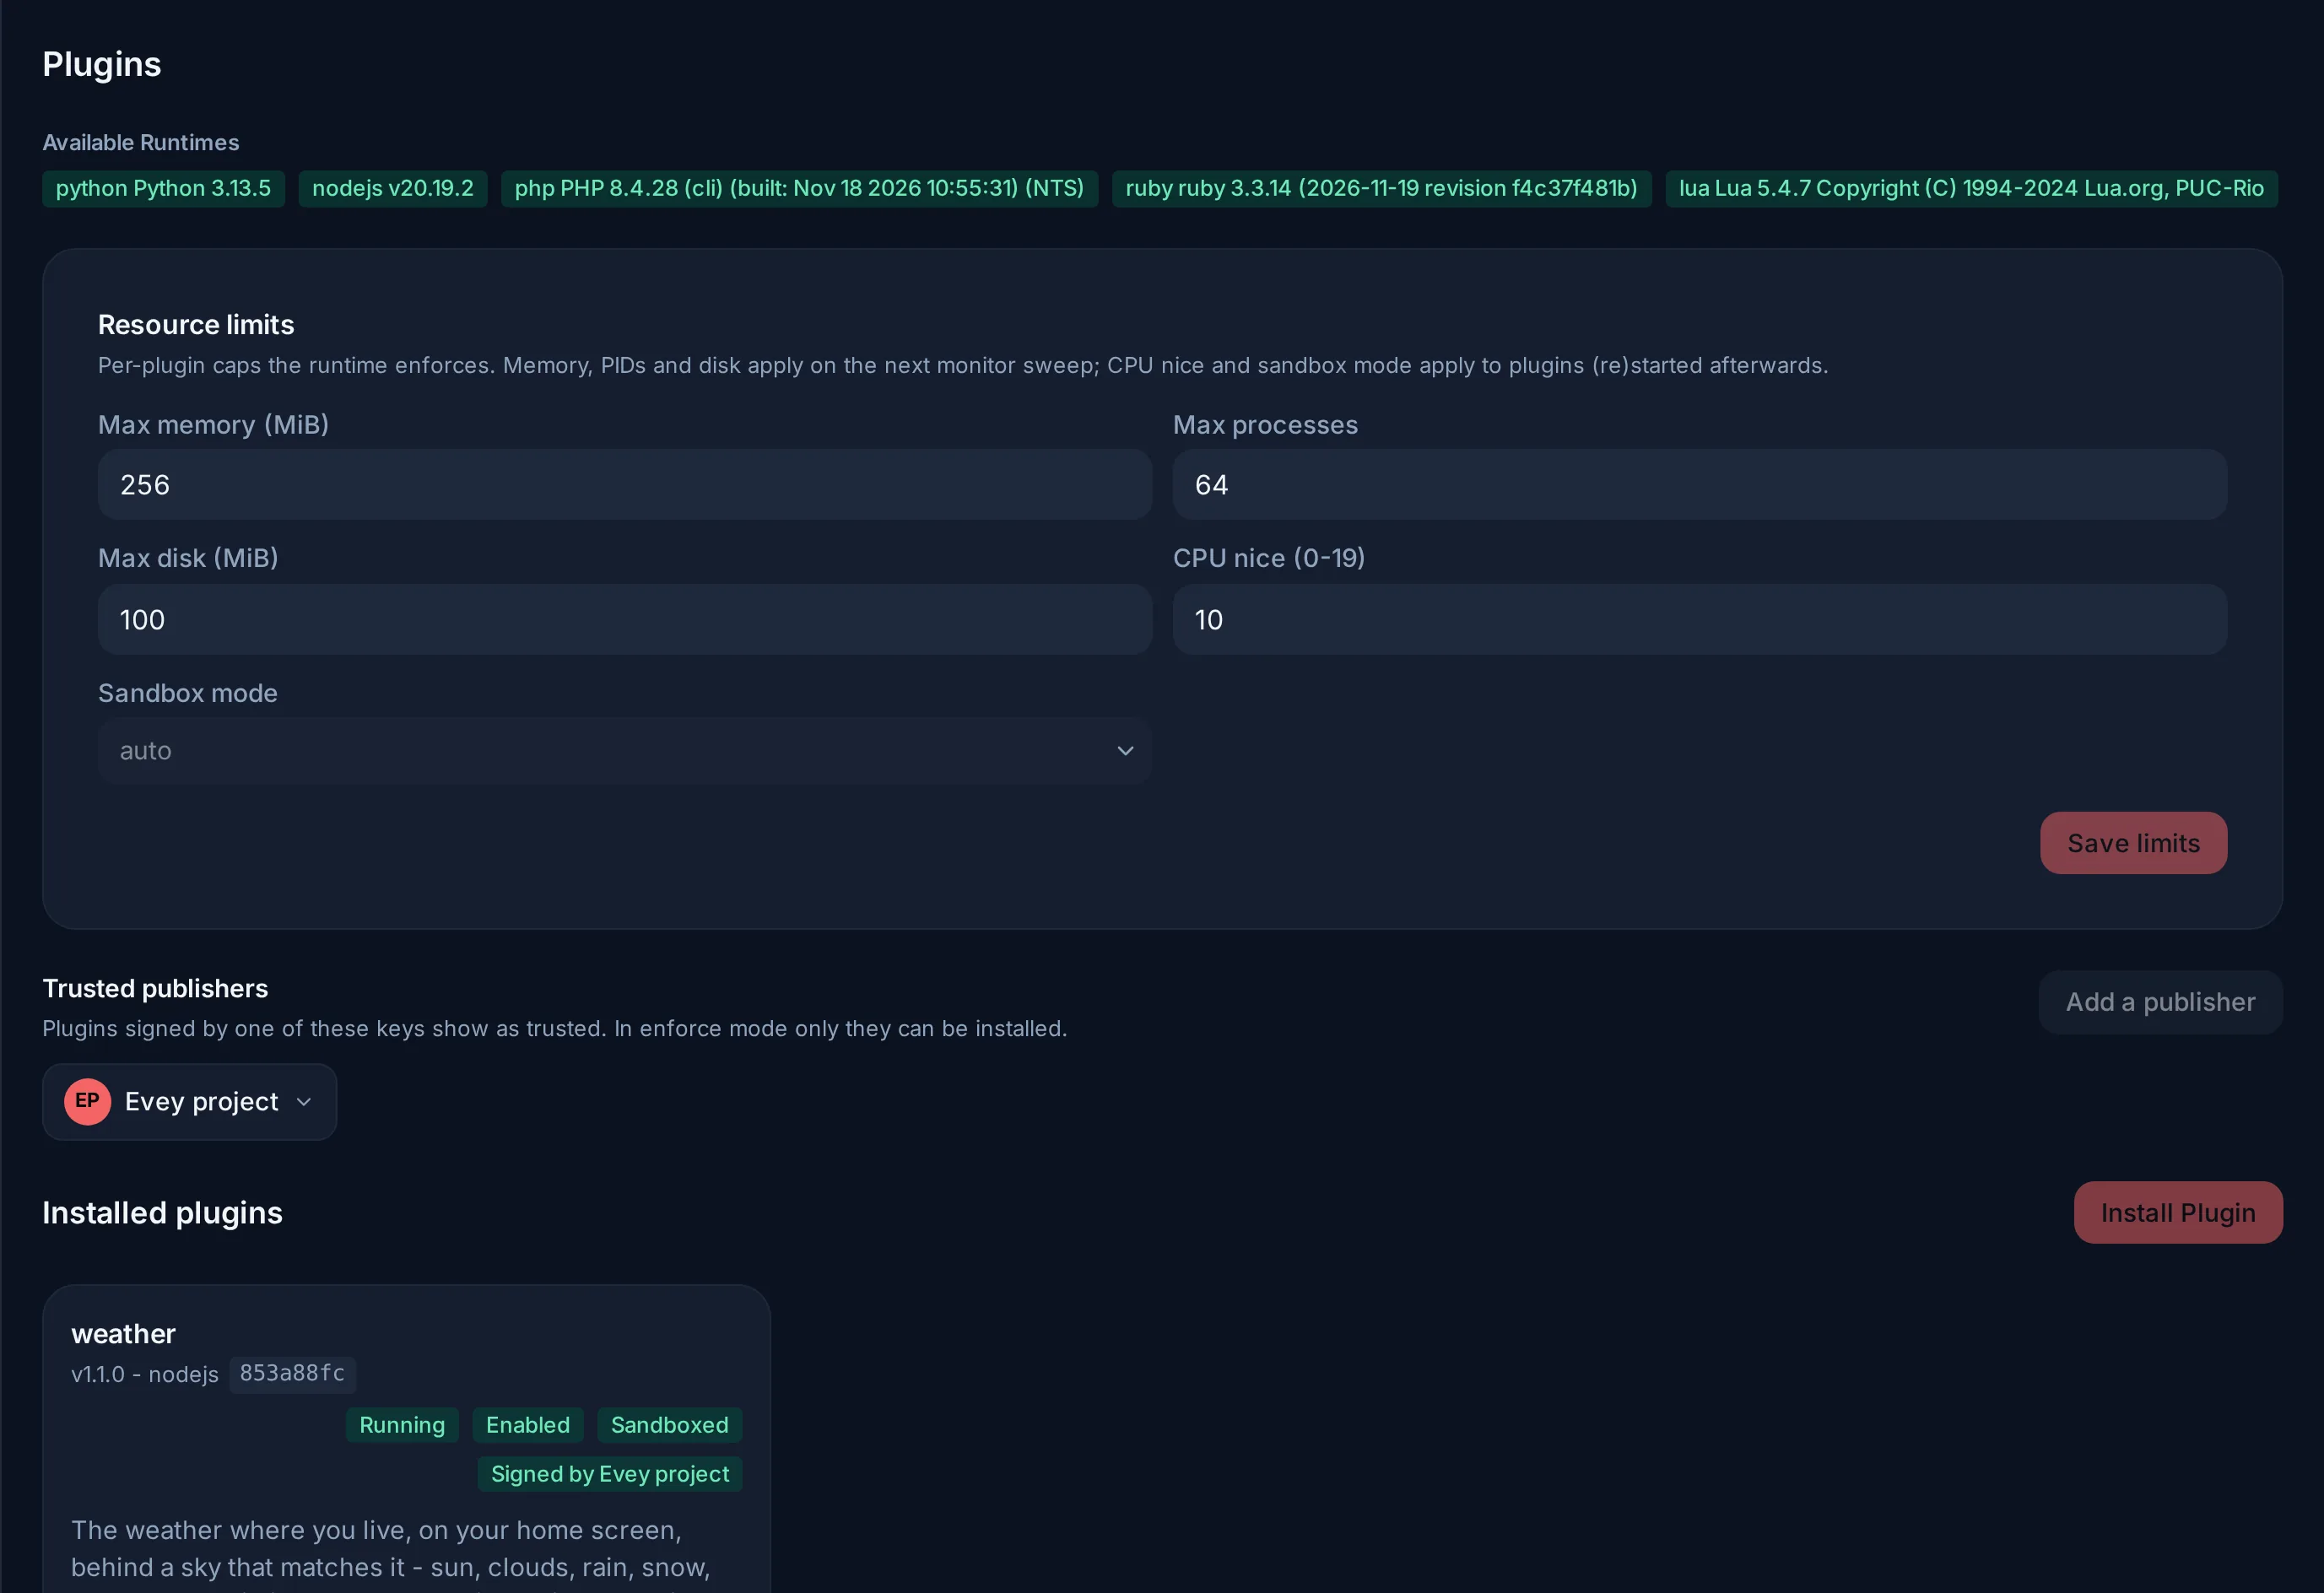 Plugins
Available Runtimes
python Python 3.13.5
nodejs v20.19.2
php PHP 8.4.28 (cli) (built: Nov 18 2026 10:55:31) (NTS)
ruby ruby 3.3.14 (2026-11-19 revision f4c37f481b)
lua Lua 5.4.7 Copyright (C) 1994-2024 Lua.org, PUC-Rio
Resource limits
Per-plugin caps the runtime enforces. Memory, PIDs and disk apply on the next monitor sweep; CPU nice and sandbox mode apply to plugins (re)started afterwards.
Max memory (MiB)
256
Max processes
64
Max disk (MiB)
100
CPU nice (0-19)
10
Sandbox mode
auto
Save limits
Trusted publishers
Plugins signed by one of these keys show as trusted. In enforce mode only they can be installed.
Add a publisher
EP Evey project
Installed plugins
Install Plugin
weather
v1.1.0 - nodejs 853a88fc
Running Enabled Sandboxed
Signed by Evey project
The weather where you live, on your home screen,
behind a sky that matches it - sun, clouds, rain, snow,